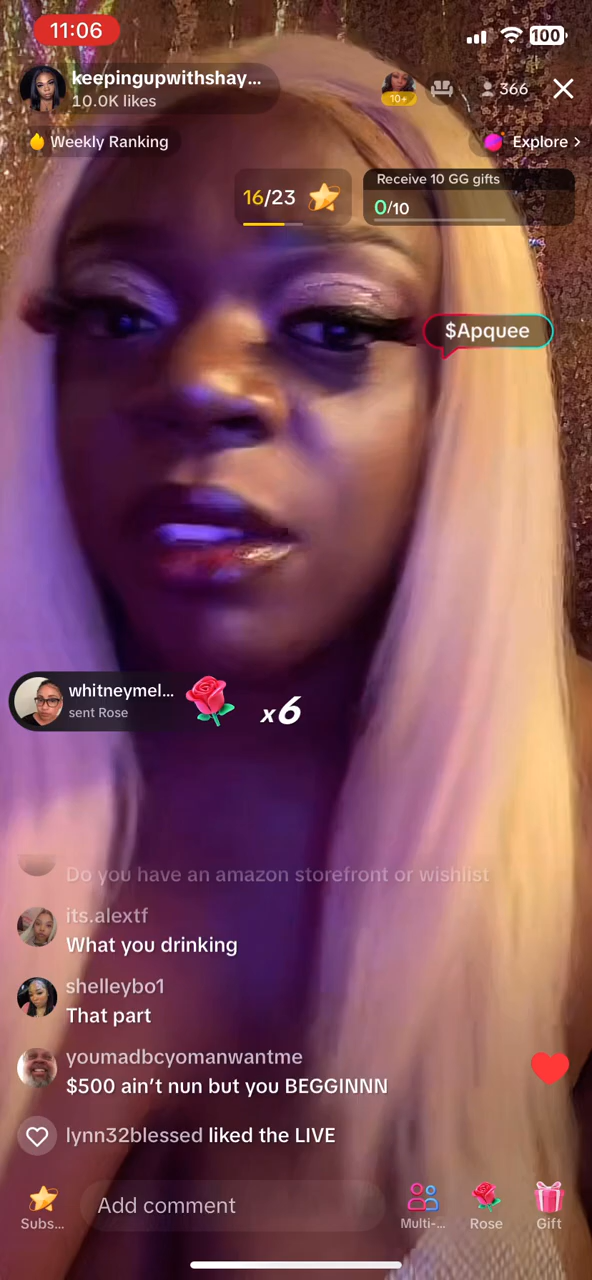 11:06
100
keepingupwithshay...
10.0K likes
10+
366
Weekly Ranking
Explore >
16/23
Receive 10 GG gifts
0/10
$Apquee
whitneymel...
sent Rose
x6
Do you have an amazon storefront or wishlist
its.alextf
What you drinking
shelleybo1
That part
youmadbcyomanwantme
$500 ain't nun but you BEGGINNN
lynn32blessed liked the LIVE
Subs...
Add comment
Multi-...
Rose
Gift